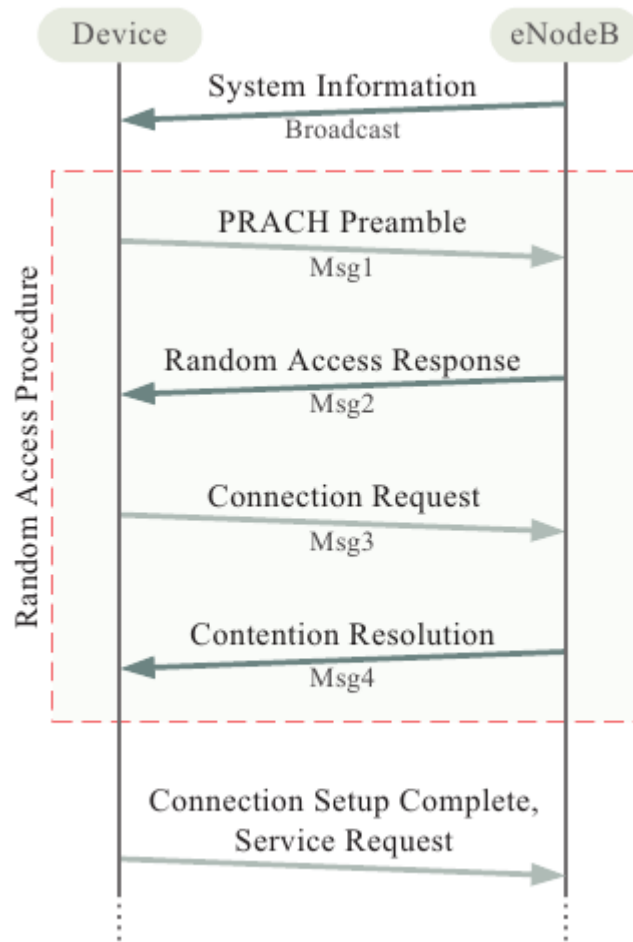 Device
eNodeB
System Information
Broadcast
Random Access Procedure
PRACH Preamble
Msg1
Random Access Response
Msg2
Connection Request
Msg3
Contention Resolution
Msg4
Connection Setup Complete,
Service Request